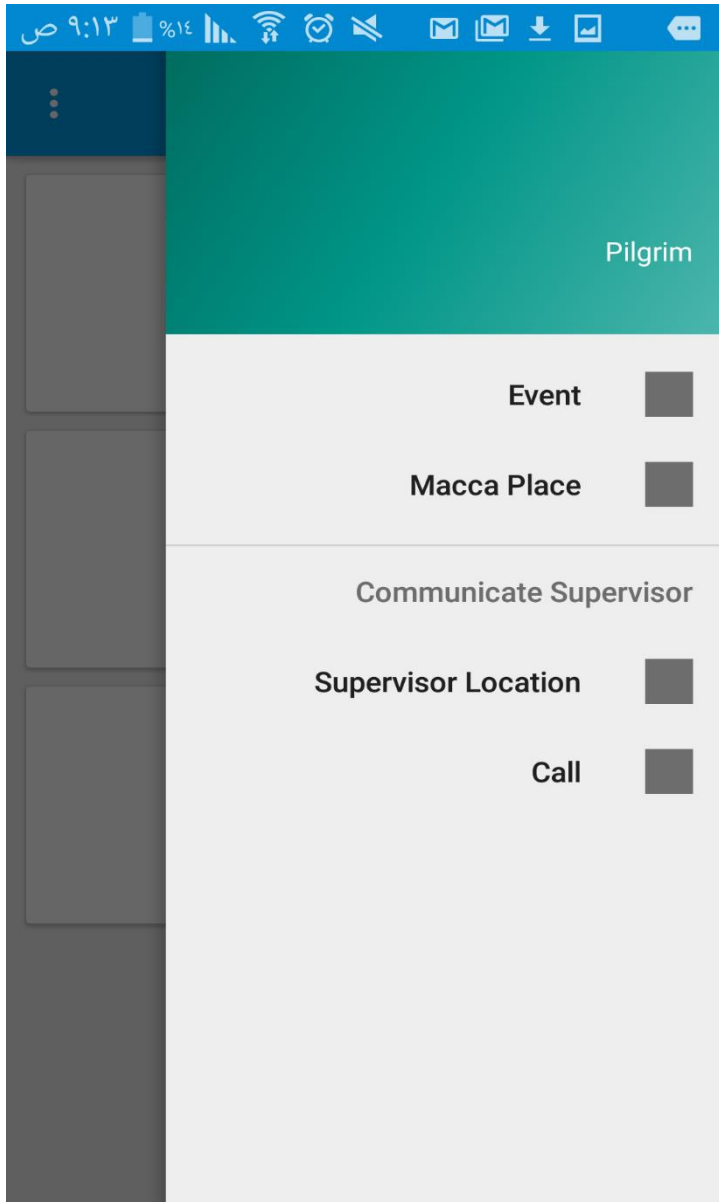 ٩:١٣ ص %١٤
Pilgrim
Event
Macca Place
Communicate Supervisor
Supervisor Location
Call